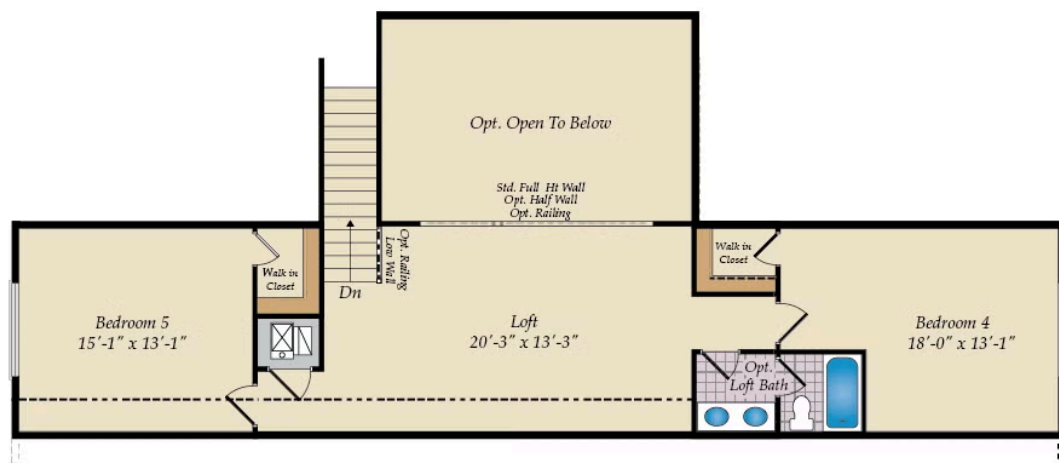 Opt. Open To Below
Std. Full Ht Wall
Opt. Half Wall
Opt. Railing
Opt. Railing
Low Wall
Walk in
Closet
Dn
Bedroom 5
15'-1" x 13'-1"
Loft
20'-3" x 13'-3"
Walk in
Closet
Bedroom 4
18'-0" x 13'-1"
Opt.
Loft Bath